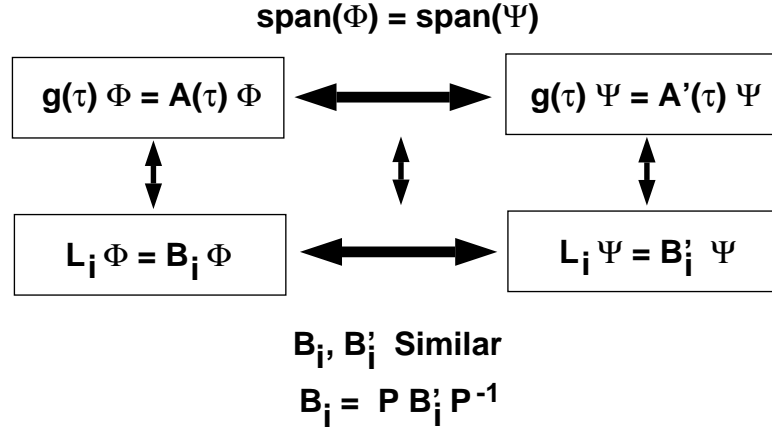 span(Φ) = span(Ψ)
g(τ) Φ = A(τ) Φ
g(τ) Ψ = A'(τ) Ψ
L_i Φ = B_i Φ
L_i Ψ = B'_i Ψ
B_i, B'_i Similar
B_i = P B'_i P^-1